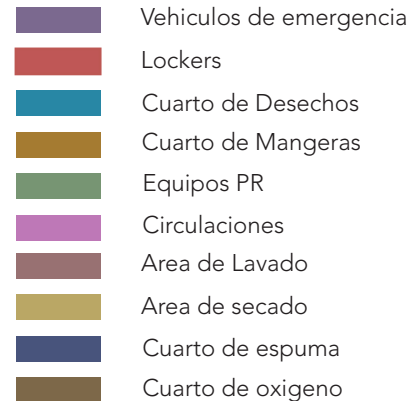 Vehiculos de emergencia
Lockers
Cuarto de Desechos
Cuarto de Mangeras
Equipos PR
Circulaciones
Area de Lavado
Area de secado
Cuarto de espuma
Cuarto de oxigeno